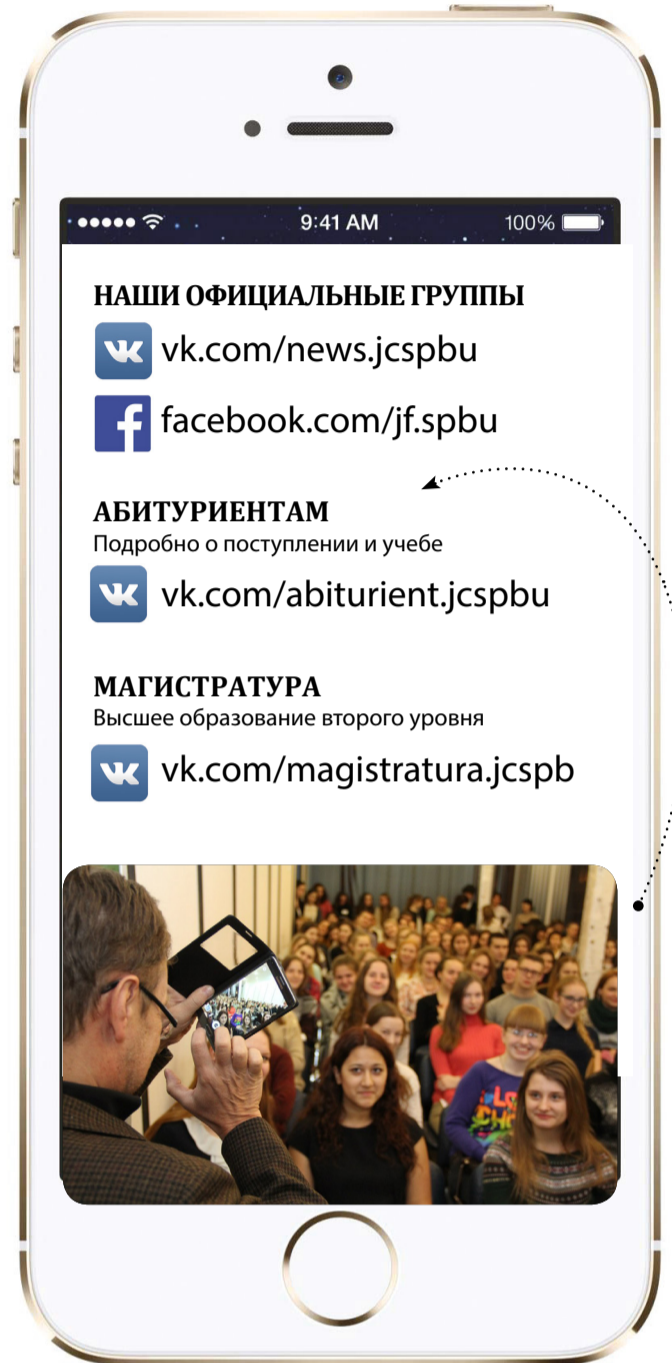 9:41 AM 100%
НАШИ ОФИЦИАЛЬНЫЕ ГРУППЫ
vk.com/news.jcspbu
facebook.com/jf.spbu
АБИТУРИЕНТАМ
Подробно о поступлении и учебе
vk.com/abiturient.jcspbu
МАГИСТРАТУРА
Высшее образование второго уровня
vk.com/magistratura.jcspb